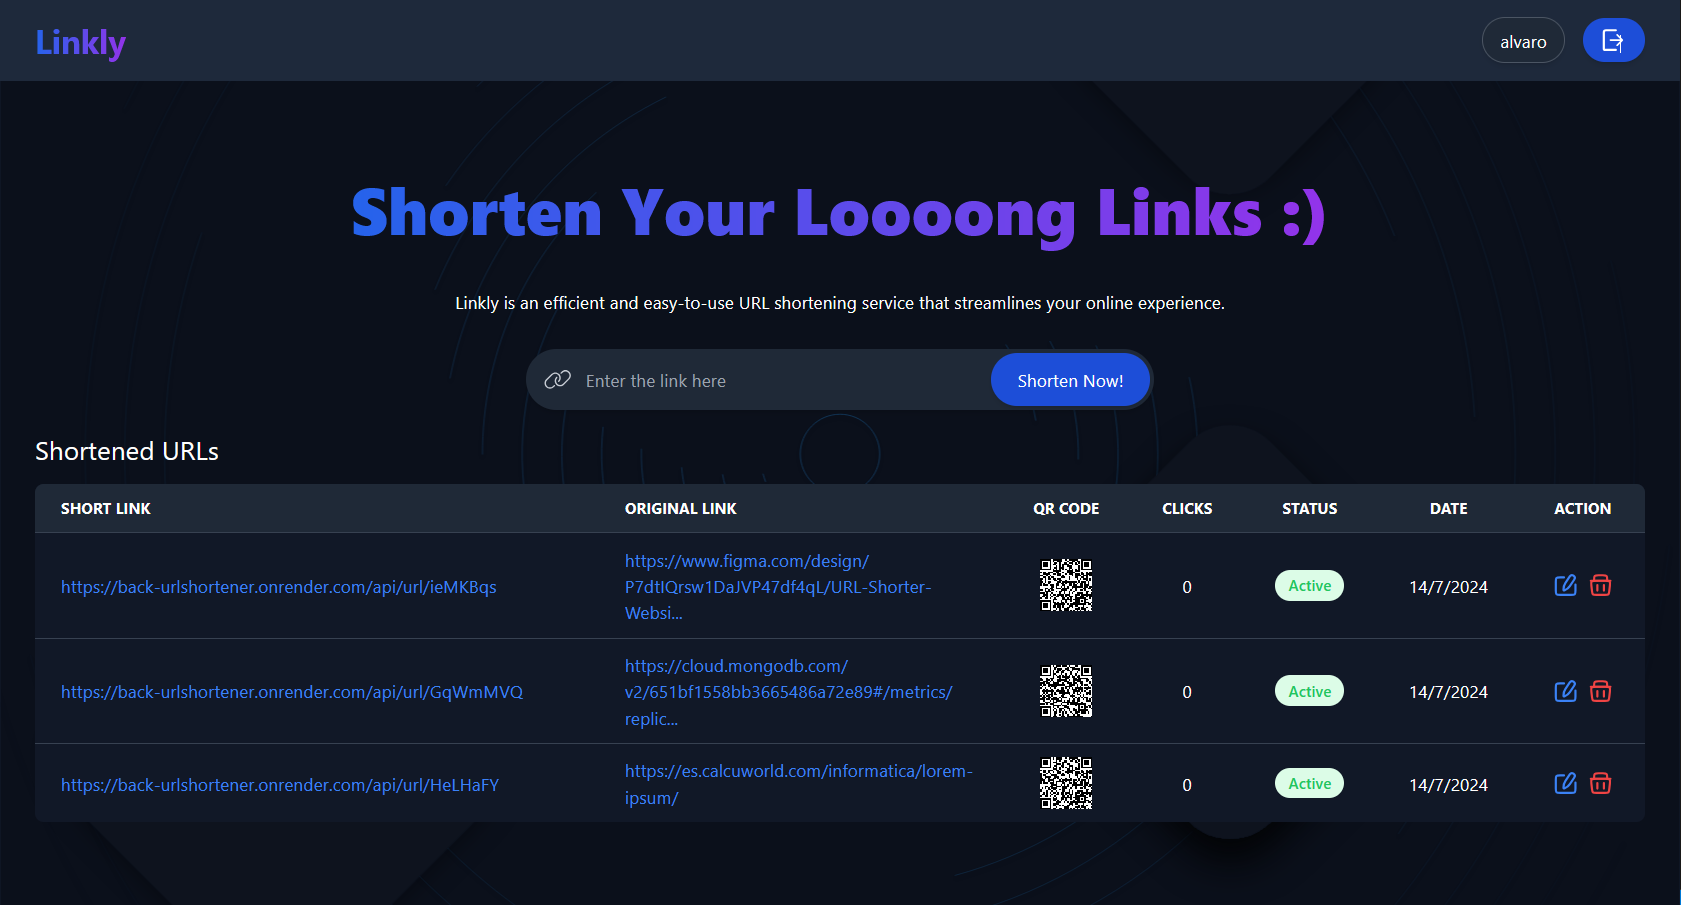 Linkly
alvaro
Shorten Your Loooong Links :)
Linkly is an efficient and easy-to-use URL shortening service that streamlines your online experience.
Enter the link here
Shorten Now!
Shortened URLs
SHORT LINK ORIGINAL LINK QR CODE CLICKS STATUS DATE ACTION
https://www.figma.com/design/
https://back-urlshortener.onrender.com/api/url/ieMKBqs P7dtIQrsw1DaJVP47df4qL/URL-Shorter- 0 Active 14/7/2024
Websi...
https://cloud.mongodb.com/
https://back-urlshortener.onrender.com/api/url/GqWmMVQ v2/651bf1558bb3665486a72e89#/metrics/ 0 Active 14/7/2024
replic...
https://es.calcuworld.com/informatica/lorem-
https://back-urlshortener.onrender.com/api/url/HeLHaFY 0 Active 14/7/2024
ipsum/